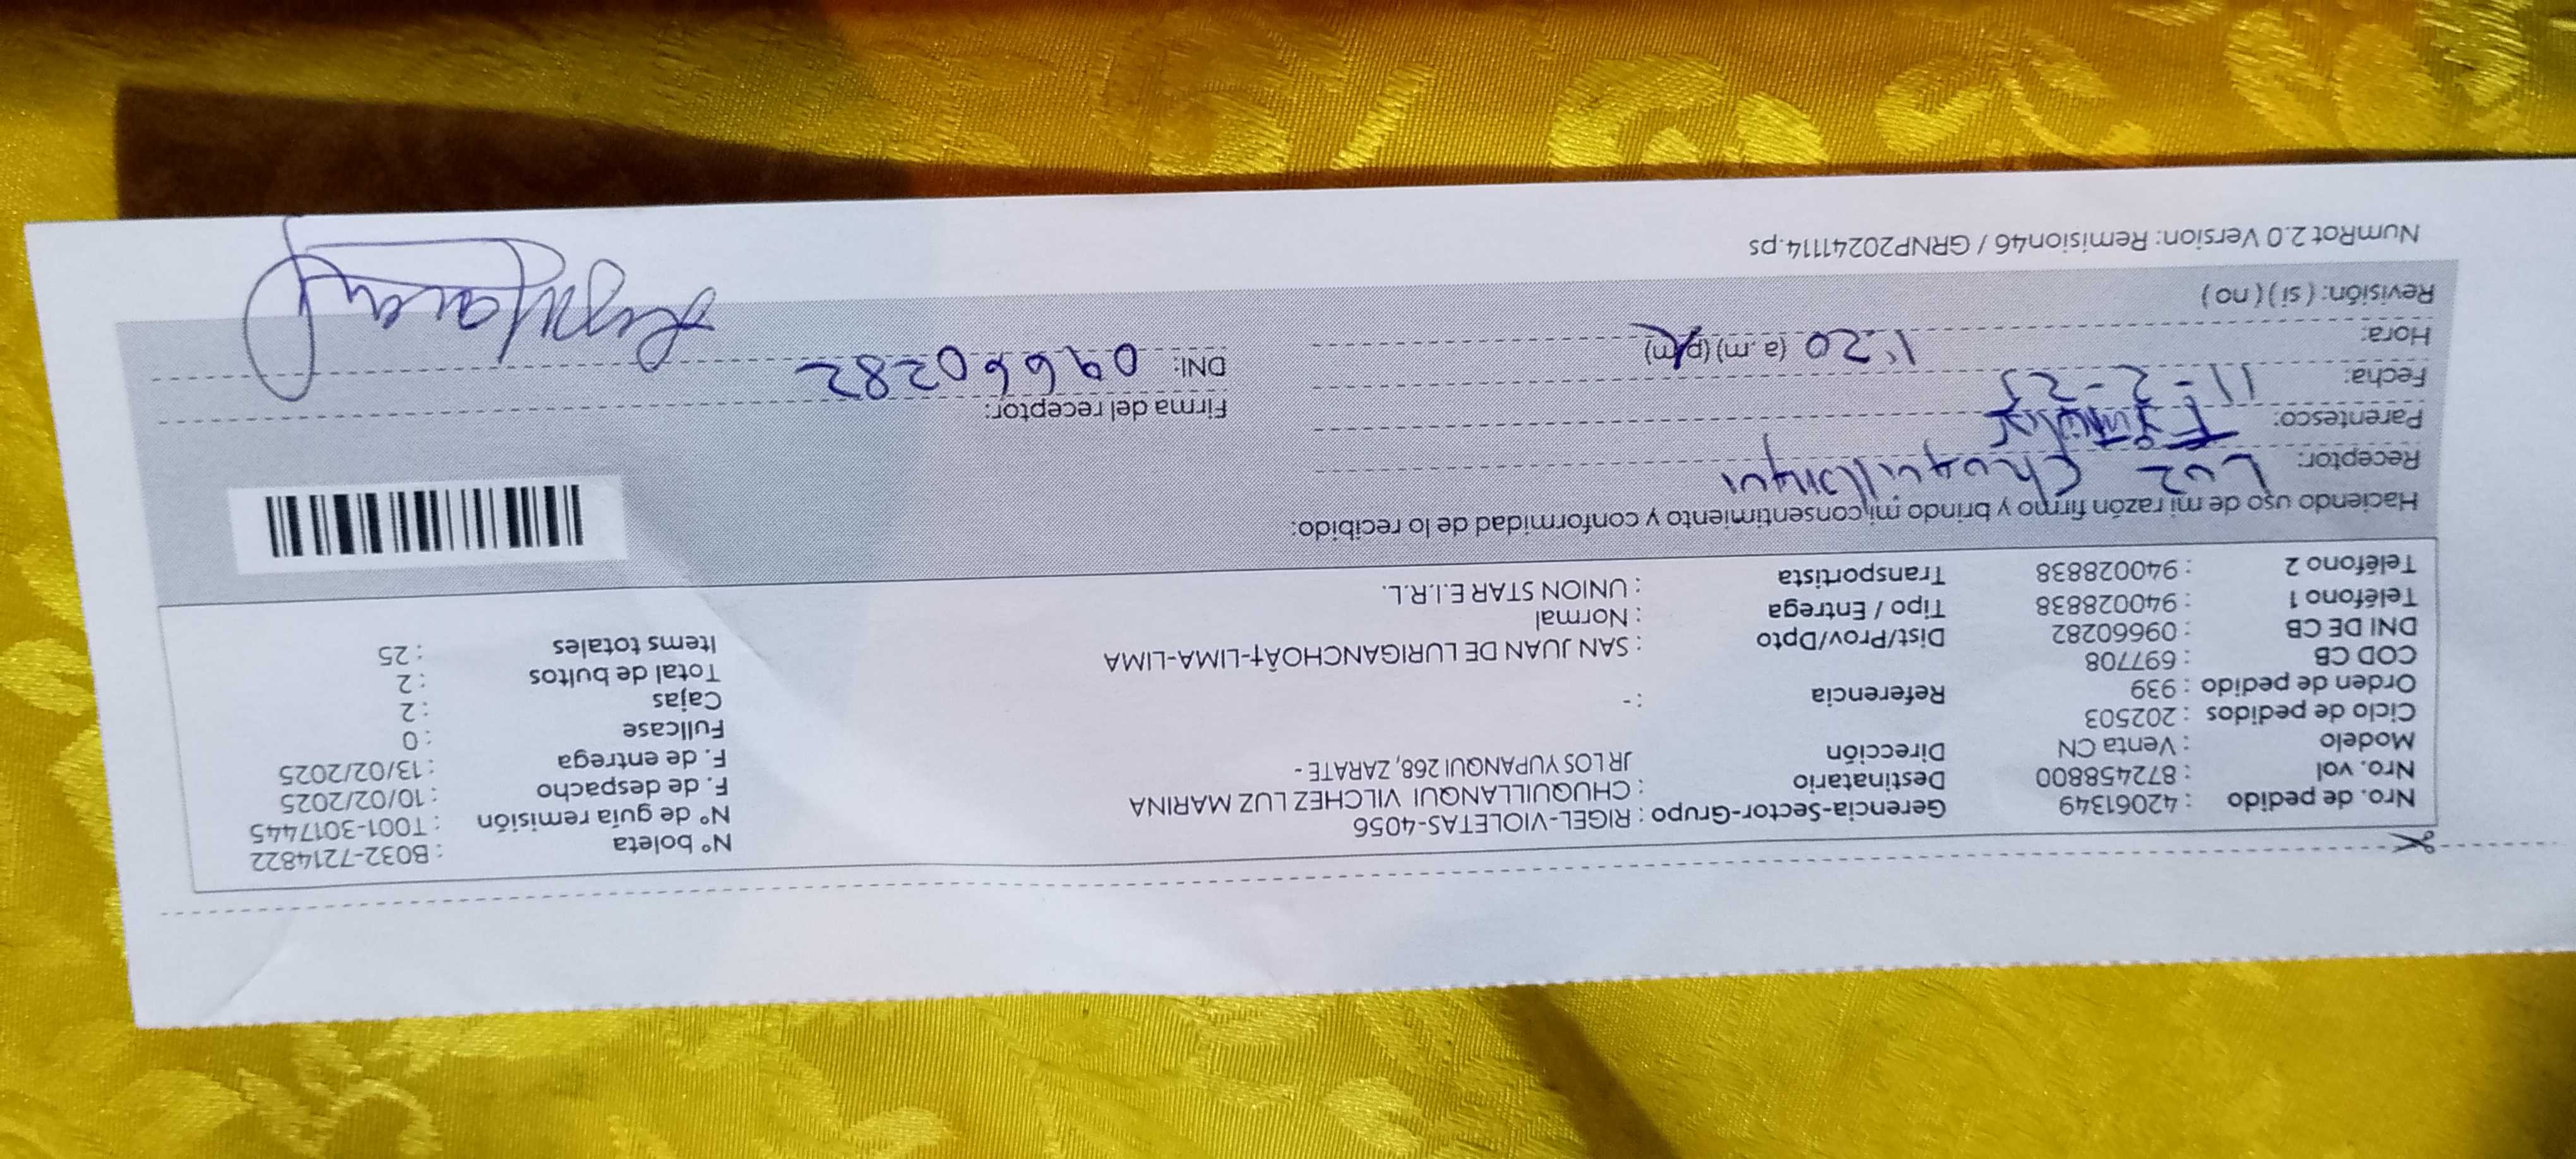 Nro. de pedido : 42061349
Nro. vol : 872458800
Modelo : Venta CN
Ciclo de pedidos : 202503
Orden de pedido : 939
COD CB : 697708
DNI DE CB : 09660282
Teléfono 1 : 940028838
Teléfono 2 : 940028838
Gerencia-Sector-Grupo : RIGEL-VIOLETAS-4056
Destinatario : CHUQUILLANQUI VILCHEZ LUZ MARINA
Dirección JR LOS YUPANQUI 268, ZARATE -
Referencia : -
Dist/Prov/Dpto : SAN JUAN DE LURIGANCHOÂ†-LIMA-LIMA
Tipo / Entrega : Normal
Transportista : UNION STAR E.I.R.L.
N° boleta : B032-7214822
N° de guía remisión : T001-3017445
F. de despacho : 10/02/2025
F. de entrega : 13/02/2025
Fullcase : 0
Cajas : 2
Total de bultos : 2
Items totales : 25
Haciendo uso de mi razón firmo y brindo mi consentimiento y conformidad de lo recibido:
Receptor: Luz Chuquillanqui
Parentesco:
Fecha: 11-2-25
Hora: 1:20 (a.m) (p.m)
Revisión: ( si ) ( no )
Firma del receptor:
DNI: 09660282
NumRot 2.0 Version: Remision46 / GRNP20241114.ps